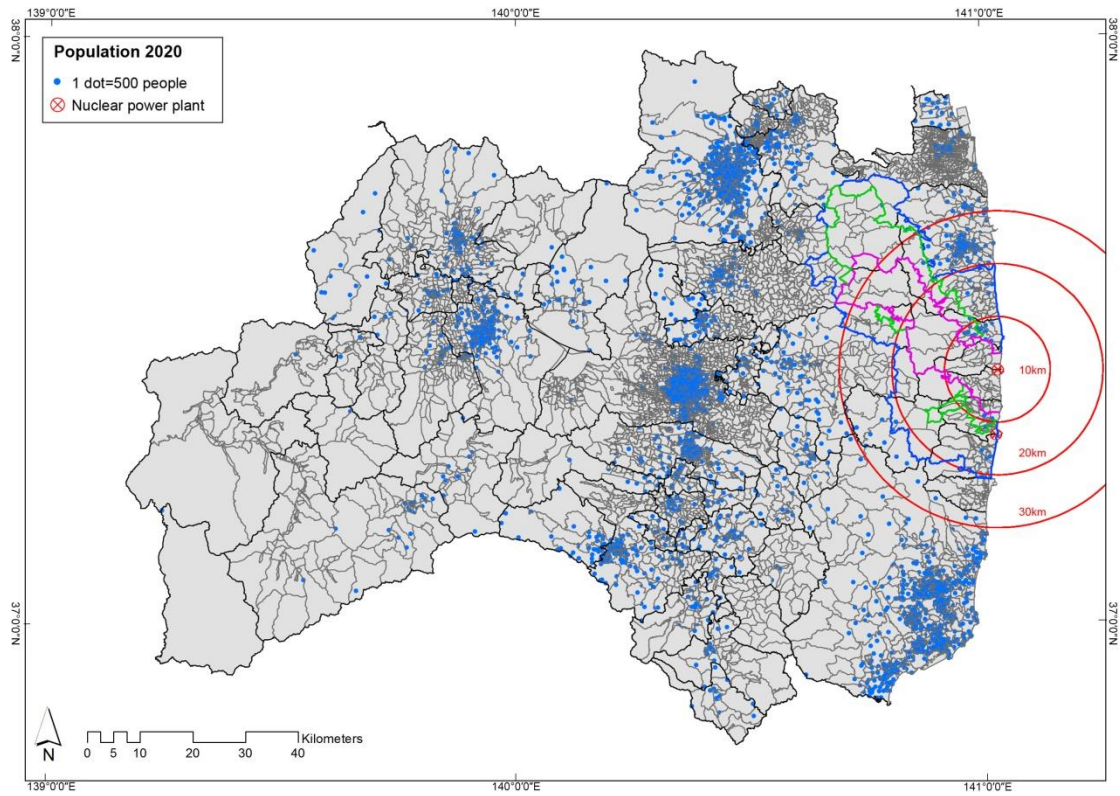 139°0'0"E
140°0'0"E
141°0'0"E
38°0'0"N
38°0'0"N
Population 2020
1 dot=500 people
Nuclear power plant
10km
20km
30km
37°0'0"N
37°0'0"N
N
Kilometers
0 5 10 20 30 40
139°0'0"E
140°0'0"E
141°0'0"E